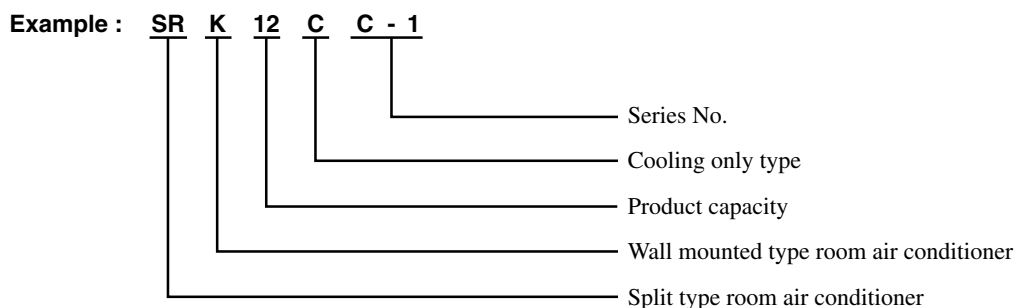 Example : SR K 12 C C - 1
Series No.
Cooling only type
Product capacity
Wall mounted type room air conditioner
Split type room air conditioner